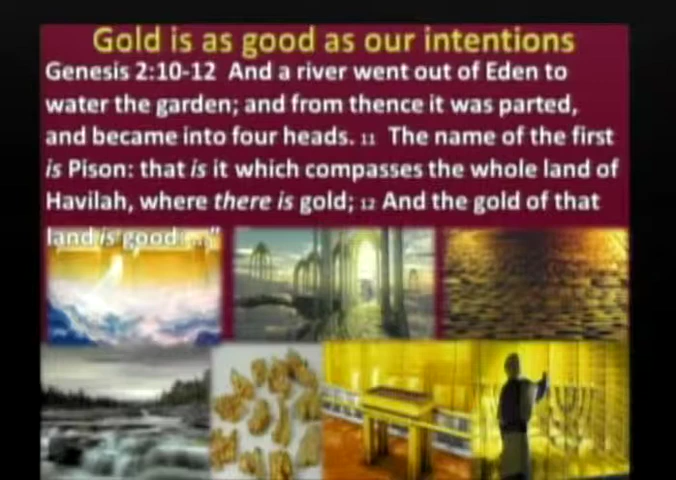 Gold is as good as our intentions
Genesis 2:10-12 And a river went out of Eden to
water the garden; and from thence it was parted,
and became into four heads. 11 The name of the first
is Pison: that is it which compasses the whole land of
Havilah, where there is gold; 12 And the gold of that
land is good: ..."